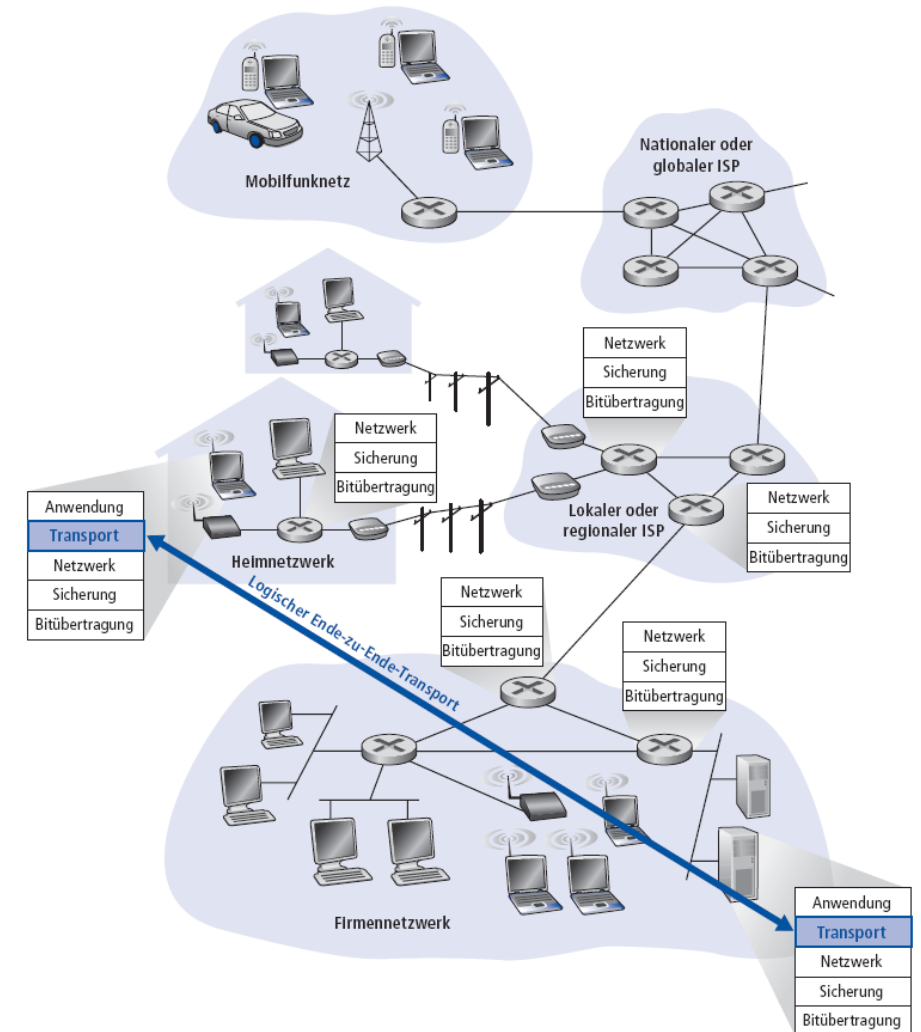 Mobilfunknetz
Nationaler oder
globaler ISP
Netzwerk
Sicherung
Bitübertragung
Netzwerk
Sicherung
Bitübertragung
Anwendung
Transport
Netzwerk
Sicherung
Bitübertragung
Heimnetzwerk
Lokaler oder
regionaler ISP
Netzwerk
Sicherung
Bitübertragung
Logischer Ende-zu-Ende-Transport
Netzwerk
Sicherung
Bitübertragung
Netzwerk
Sicherung
Bitübertragung
Firmennetzwerk
Anwendung
Transport
Netzwerk
Sicherung
Bitübertragung